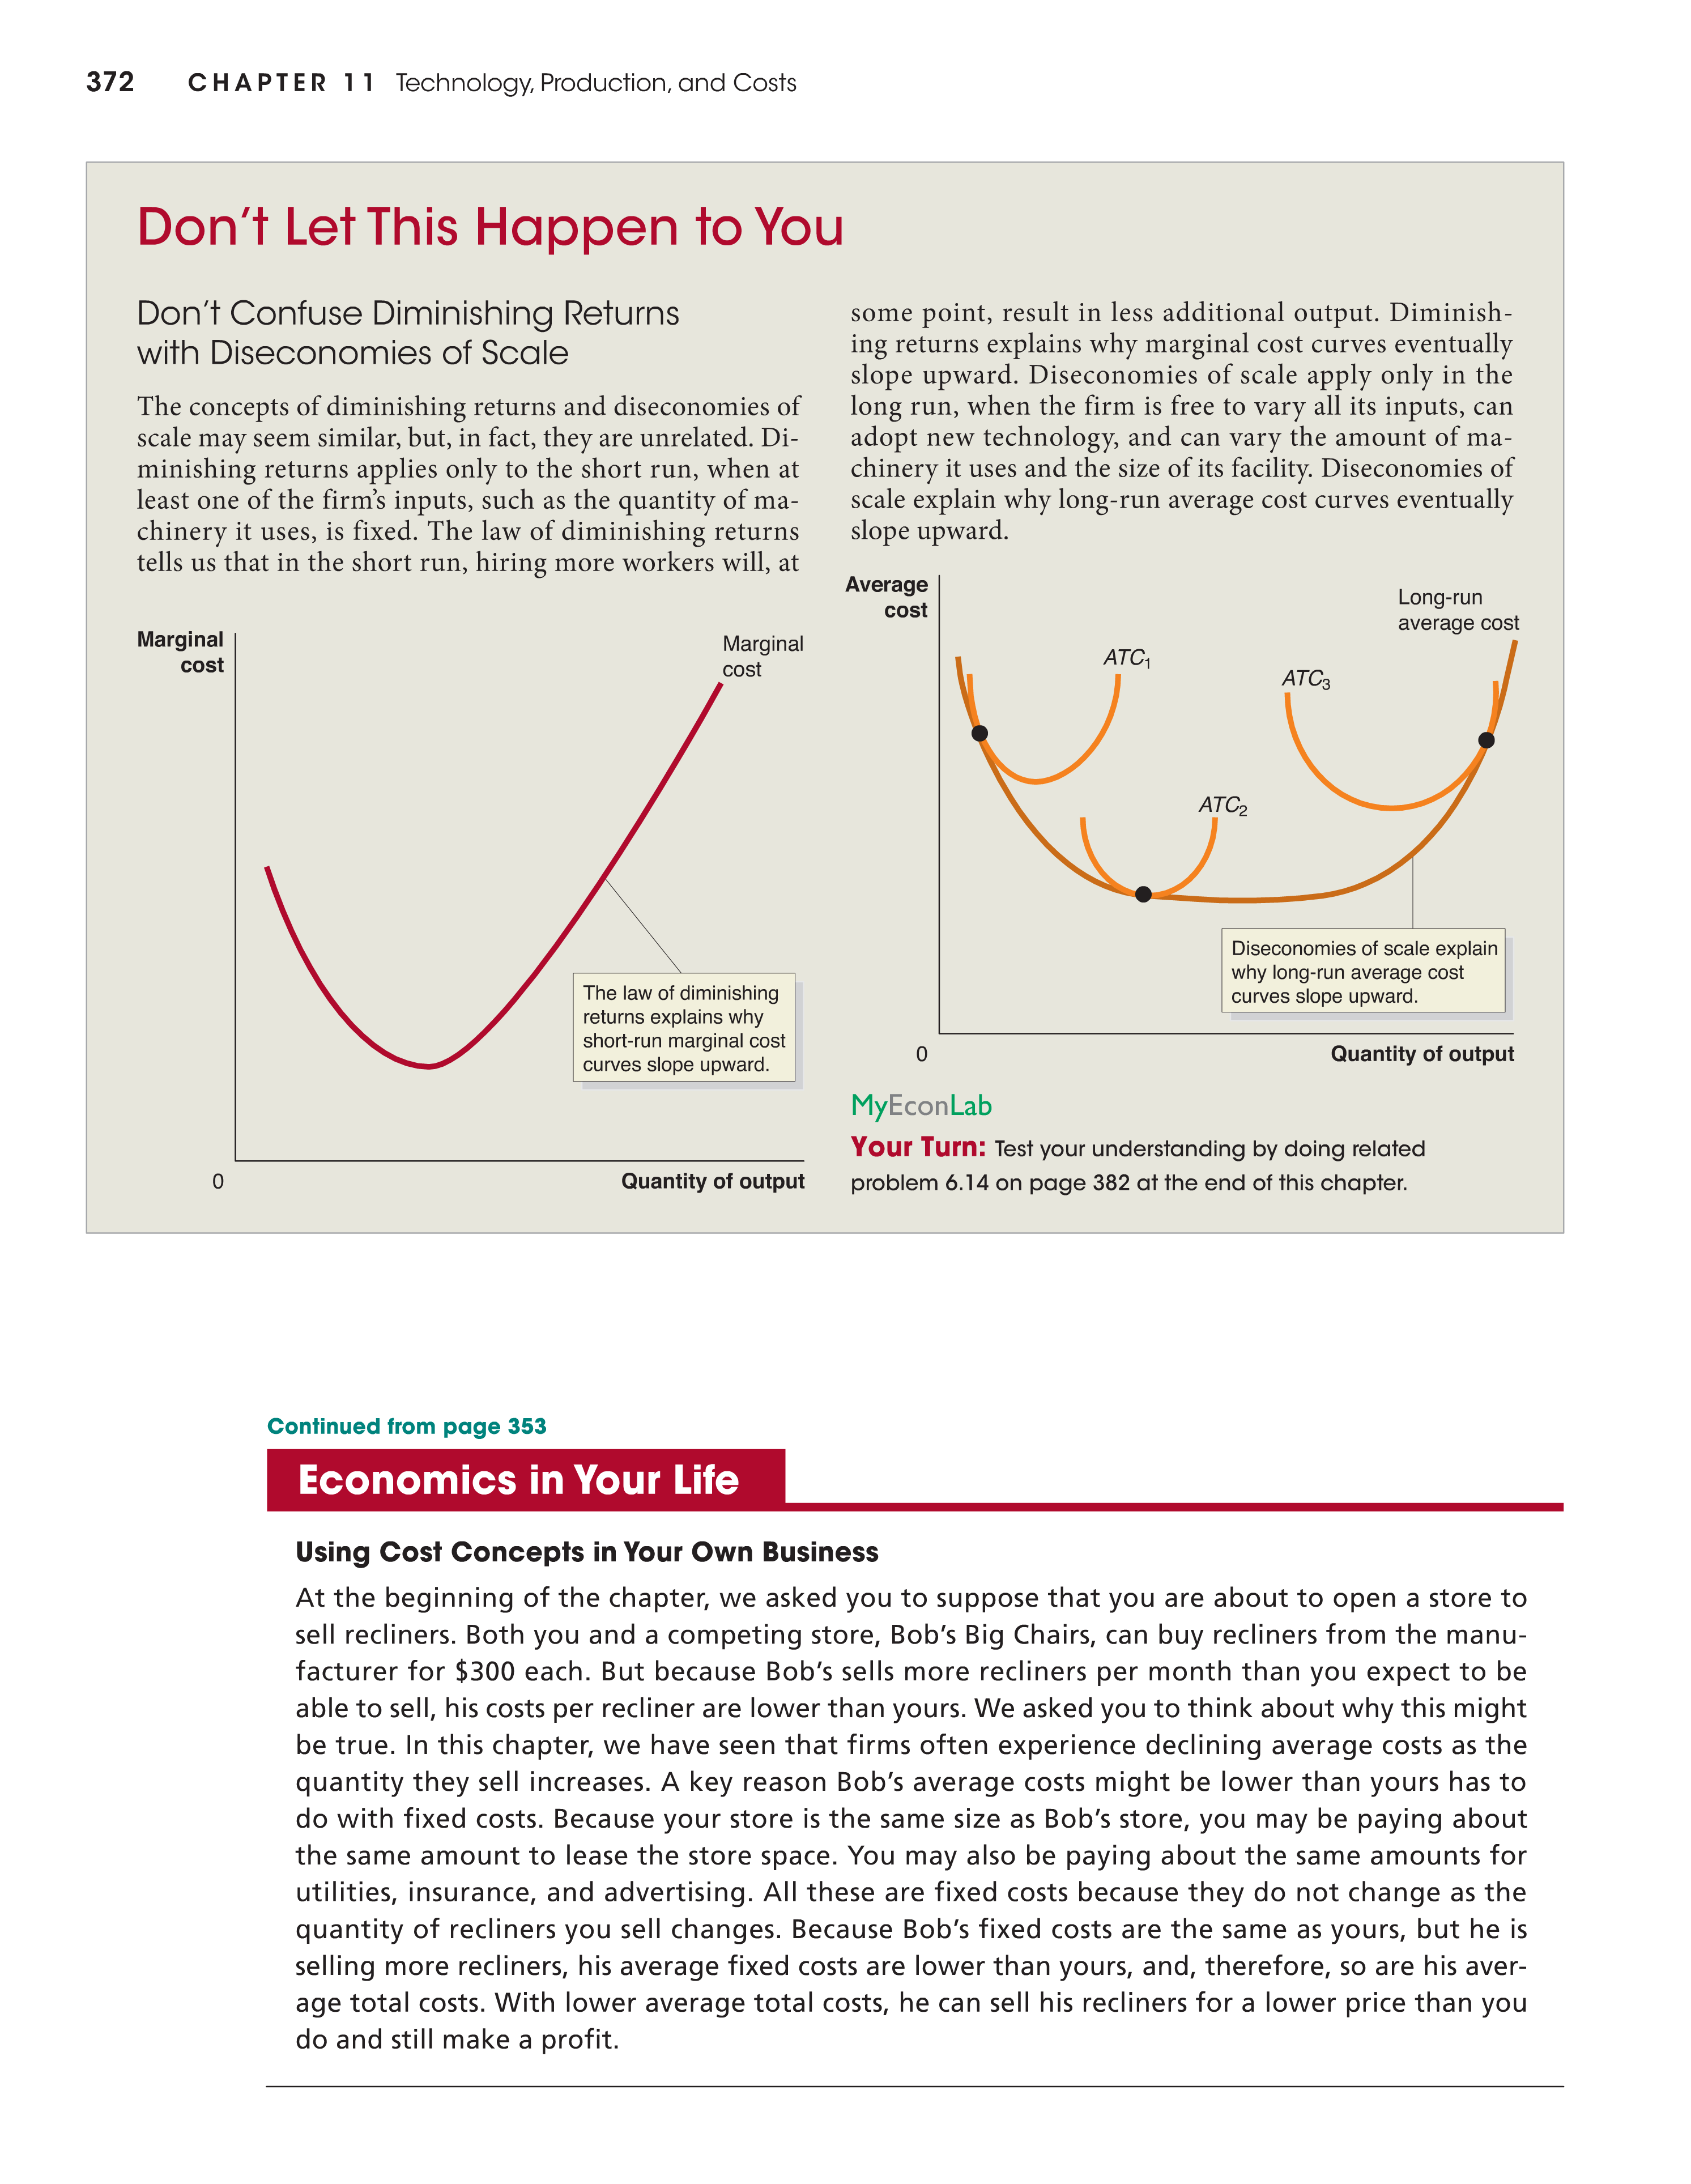 372 CHAPTER 11 Technology, Production, and Costs
Don't Let This Happen to You
Don't Confuse Diminishing Returns
with Diseconomies of Scale
The concepts of diminishing returns and diseconomies of
scale may seem similar, but, in fact, they are unrelated. Di-
minishing returns applies only to the short run, when at
least one of the firm's inputs, such as the quantity of ma-
chinery it uses, is fixed. The law of diminishing returns
tells us that in the short run, hiring more workers will, at
Marginal
cost
Marginal
cost
The law of diminishing
returns explains why
short-run marginal cost
curves slope upward.
0
Quantity of output
some point, result in less additional output. Diminish-
ing returns explains why marginal cost curves eventually
slope upward. Diseconomies of scale apply only in the
long run, when the firm is free to vary all its inputs, can
adopt new technology, and can vary the amount of ma-
chinery it uses and the size of its facility. Diseconomies of
scale explain why long-run average cost curves eventually
slope upward.
Average
cost
Long-run
average cost
ATC1
ATC3
ATC2
Diseconomies of scale explain
why long-run average cost
curves slope upward.
0
Quantity of output
MyEconLab
Your Turn: Test your understanding by doing related
problem 6.14 on page 382 at the end of this chapter.
Continued from page 353
Economics in Your Life
Using Cost Concepts in Your Own Business
At the beginning of the chapter, we asked you to suppose that you are about to open a store to
sell recliners. Both you and a competing store, Bob's Big Chairs, can buy recliners from the manu-
facturer for $300 each. But because Bob's sells more recliners per month than you expect to be
able to sell, his costs per recliner are lower than yours. We asked you to think about why this might
be true. In this chapter, we have seen that firms often experience declining average costs as the
quantity they sell increases. A key reason Bob's average costs might be lower than yours has to
do with fixed costs. Because your store is the same size as Bob's store, you may be paying about
the same amount to lease the store space. You may also be paying about the same amounts for
utilities, insurance, and advertising. All these are fixed costs because they do not change as the
quantity of recliners you sell changes. Because Bob's fixed costs are the same as yours, but he is
selling more recliners, his average fixed costs are lower than yours, and, therefore, so are his aver-
age total costs. With lower average total costs, he can sell his recliners for a lower price than you
do and still make a profit.